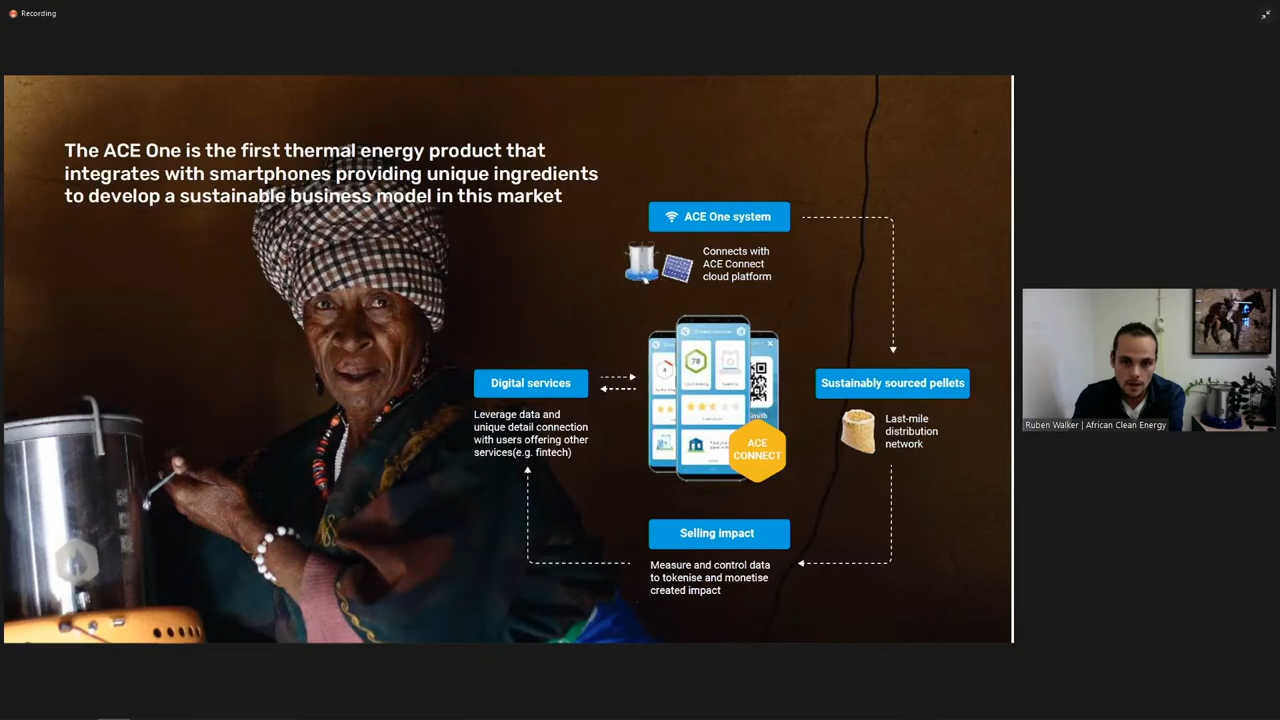 Recording
The ACE One is the first thermal energy product that
integrates with smartphones providing unique ingredients
to develop a sustainable business model in this market
ACE One system
Connects with
ACE Connect
cloud platform
Digital services
Leverage data and
unique detail connection
with users offering other
services(e.g. fintech)
4
78
ACE
CONNECT
Sustainably sourced pellets
Last-mile
distribution
network
Selling impact
Measure and control data
to tokenise and monetise
created impact
Ruben Walker | African Clean Energy